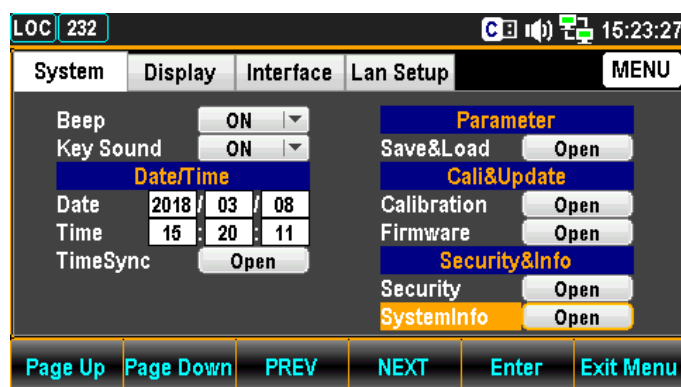 LOC 232 C 15:23:27
System Display Interface Lan Setup MENU
Beep ON
Key Sound ON
Date/Time
Date 2018 / 03 / 08
Time 15 : 20 : 11
TimeSync Open
Parameter
Save&Load Open
Cali&Update
Calibration Open
Firmware Open
Security&Info
Security Open
SystemInfo Open
Page Up Page Down PREV NEXT Enter Exit Menu